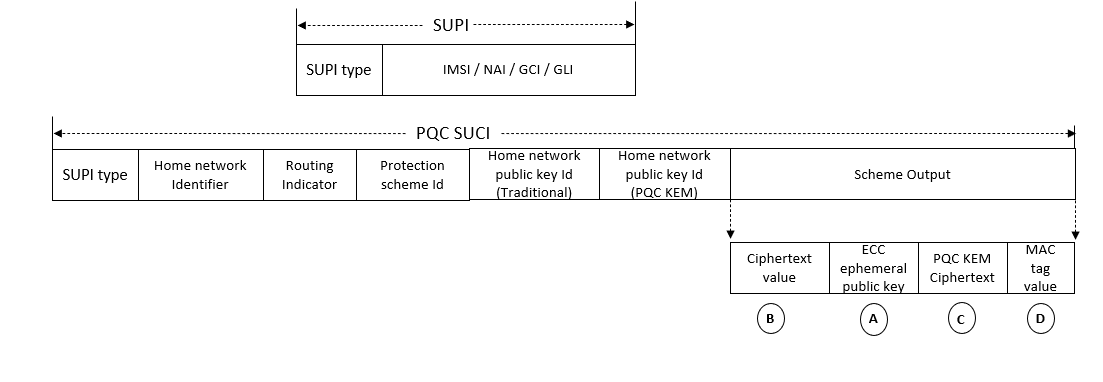 SUPI
SUPI type
IMSI / NAI / GCI / GLI
PQC SUCI
SUPI type
Home network
Identifier
Routing
Indicator
Protection
scheme Id
Home network
public key Id
(Traditional)
Home network
public key Id
(PQC KEM)
Scheme Output
Ciphertext
value
ECC
ephemeral
public key
PQC KEM
Ciphertext
MAC
tag
value
B
A
C
D